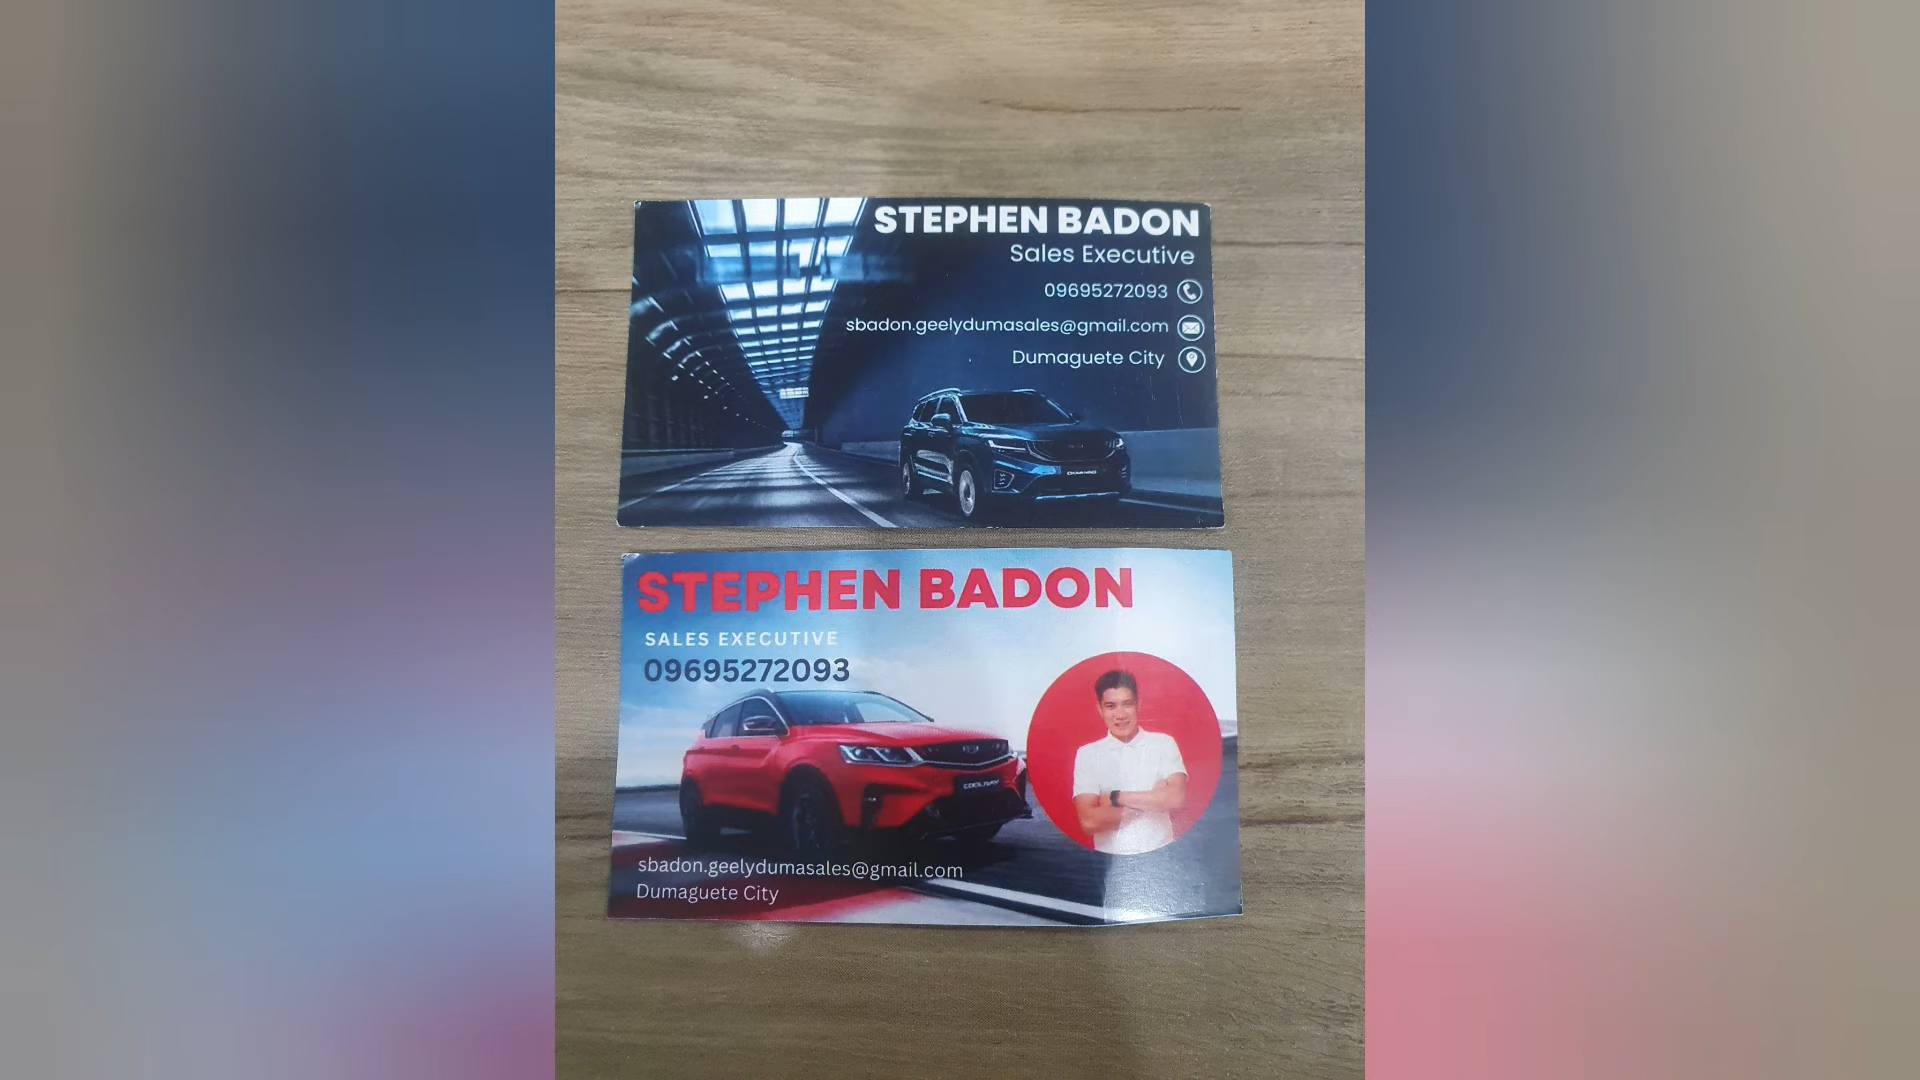 STEPHEN BADON
Sales Executive
09695272093
sbadon.geelydumasales@gmail.com
Dumaguete City
STEPHEN BADON
SALES EXECUTIVE
09695272093
COOLRAY
sbadon.geelydumasales@gmail.com
Dumaguete City